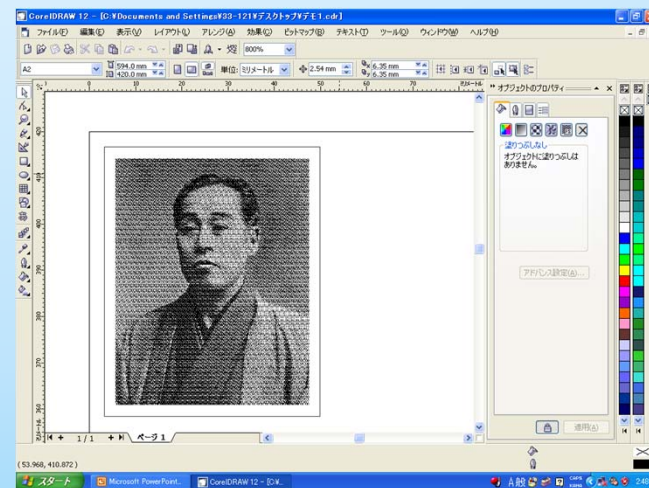 CorelDRAW 12 - [C:¥Documents and Settings¥33-121¥デスクトップ¥デモ1.cdr]
ファイル(F) 編集(E) 表示(V) レイアウト(L) アレンジ(A) 効果(C) ビットマップ(B) テキスト(T) ツール(O) ウィンドウ(W) ヘルプ(H)
800%
A2 594.0 mm 420.0 mm 単位: ミリメートル 2.54 mm 6.35 mm 6.35 mm
オブジェクトのプロパティ
塗りつぶしなし
オブジェクトに塗りつぶしは
ありません。
アドバンス設定(A)...
適用(A)
1 / 1 ページ 1
(53.968, 410.872)
スタート Microsoft PowerPoint... CorelDRAW 12 - [C:¥... A般 CAPS KANA 2:48